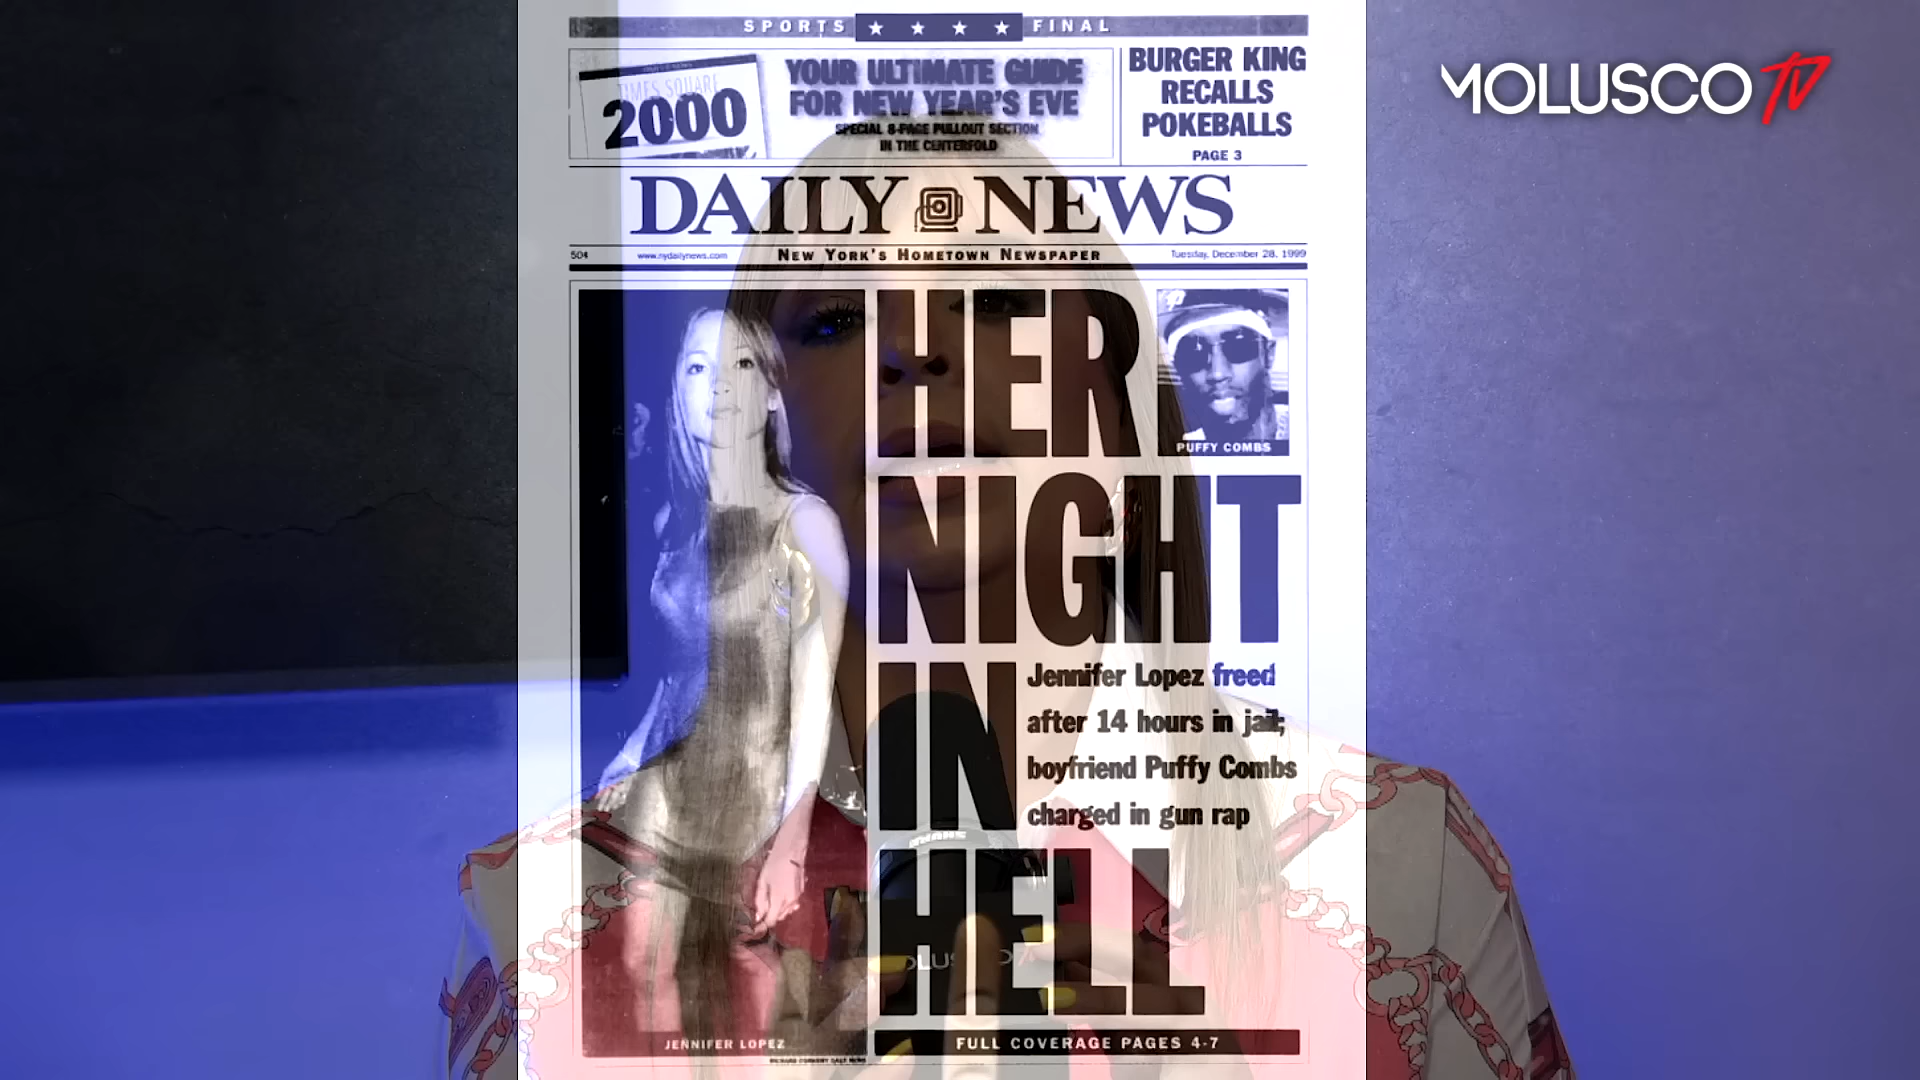 SPORTS ★ ★ ★ ★ FINAL
TIMES SQUARE
2000
YOUR ULTIMATE GUIDE
FOR NEW YEAR'S EVE
SPECIAL 8-PAGE PULLOUT SECTION
IN THE CENTERFOLD
BURGER KING
RECALLS
POKEBALLS
PAGE 3
MOLUSCO TV
DAILY NEWS
50¢
www.nydailynews.com
NEW YORK'S HOMETOWN NEWSPAPER
Tuesday, December 28, 1999
HER
PUFFY COMBS
NIGHT
IN
Jennifer Lopez freed
after 14 hours in jail;
boyfriend Puffy Combs
charged in gun rap
HELL
JENNIFER LOPEZ
FULL COVERAGE PAGES 4-7